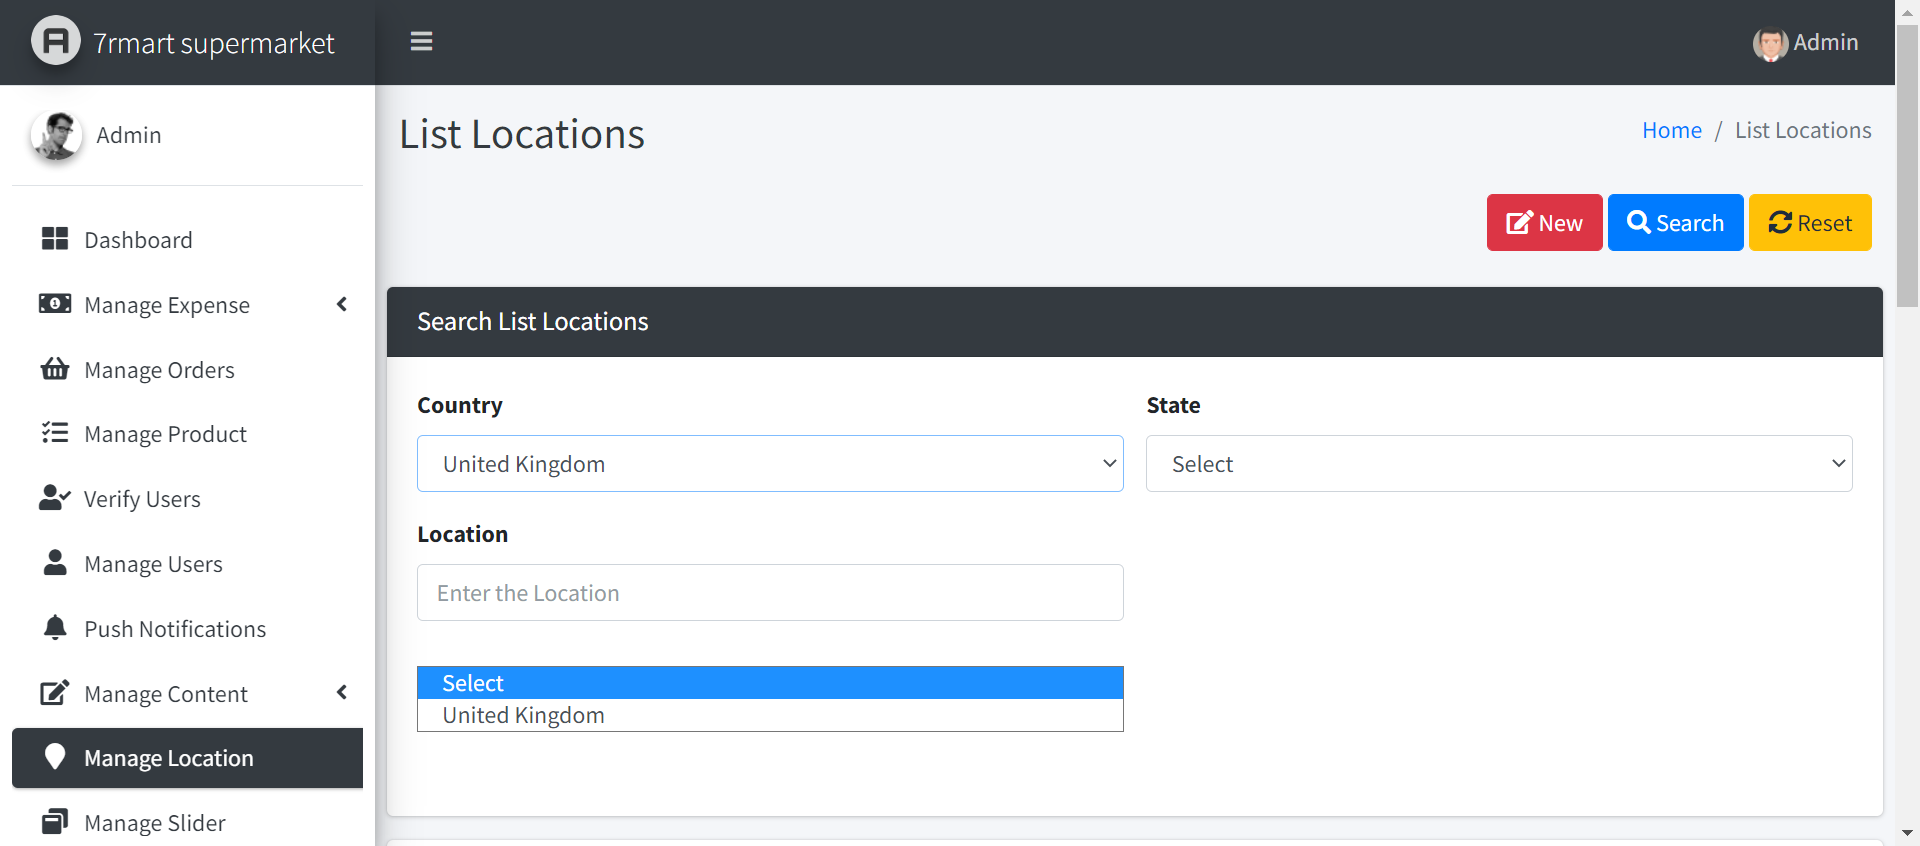 7rmart supermarket
Admin
Admin
List Locations
Home / List Locations
New
Search
Reset
Dashboard
Manage Expense
Manage Orders
Manage Product
Verify Users
Manage Users
Push Notifications
Manage Content
Manage Location
Manage Slider
Search List Locations
Country
United Kingdom
State
Select
Location
Enter the Location
Select
United Kingdom